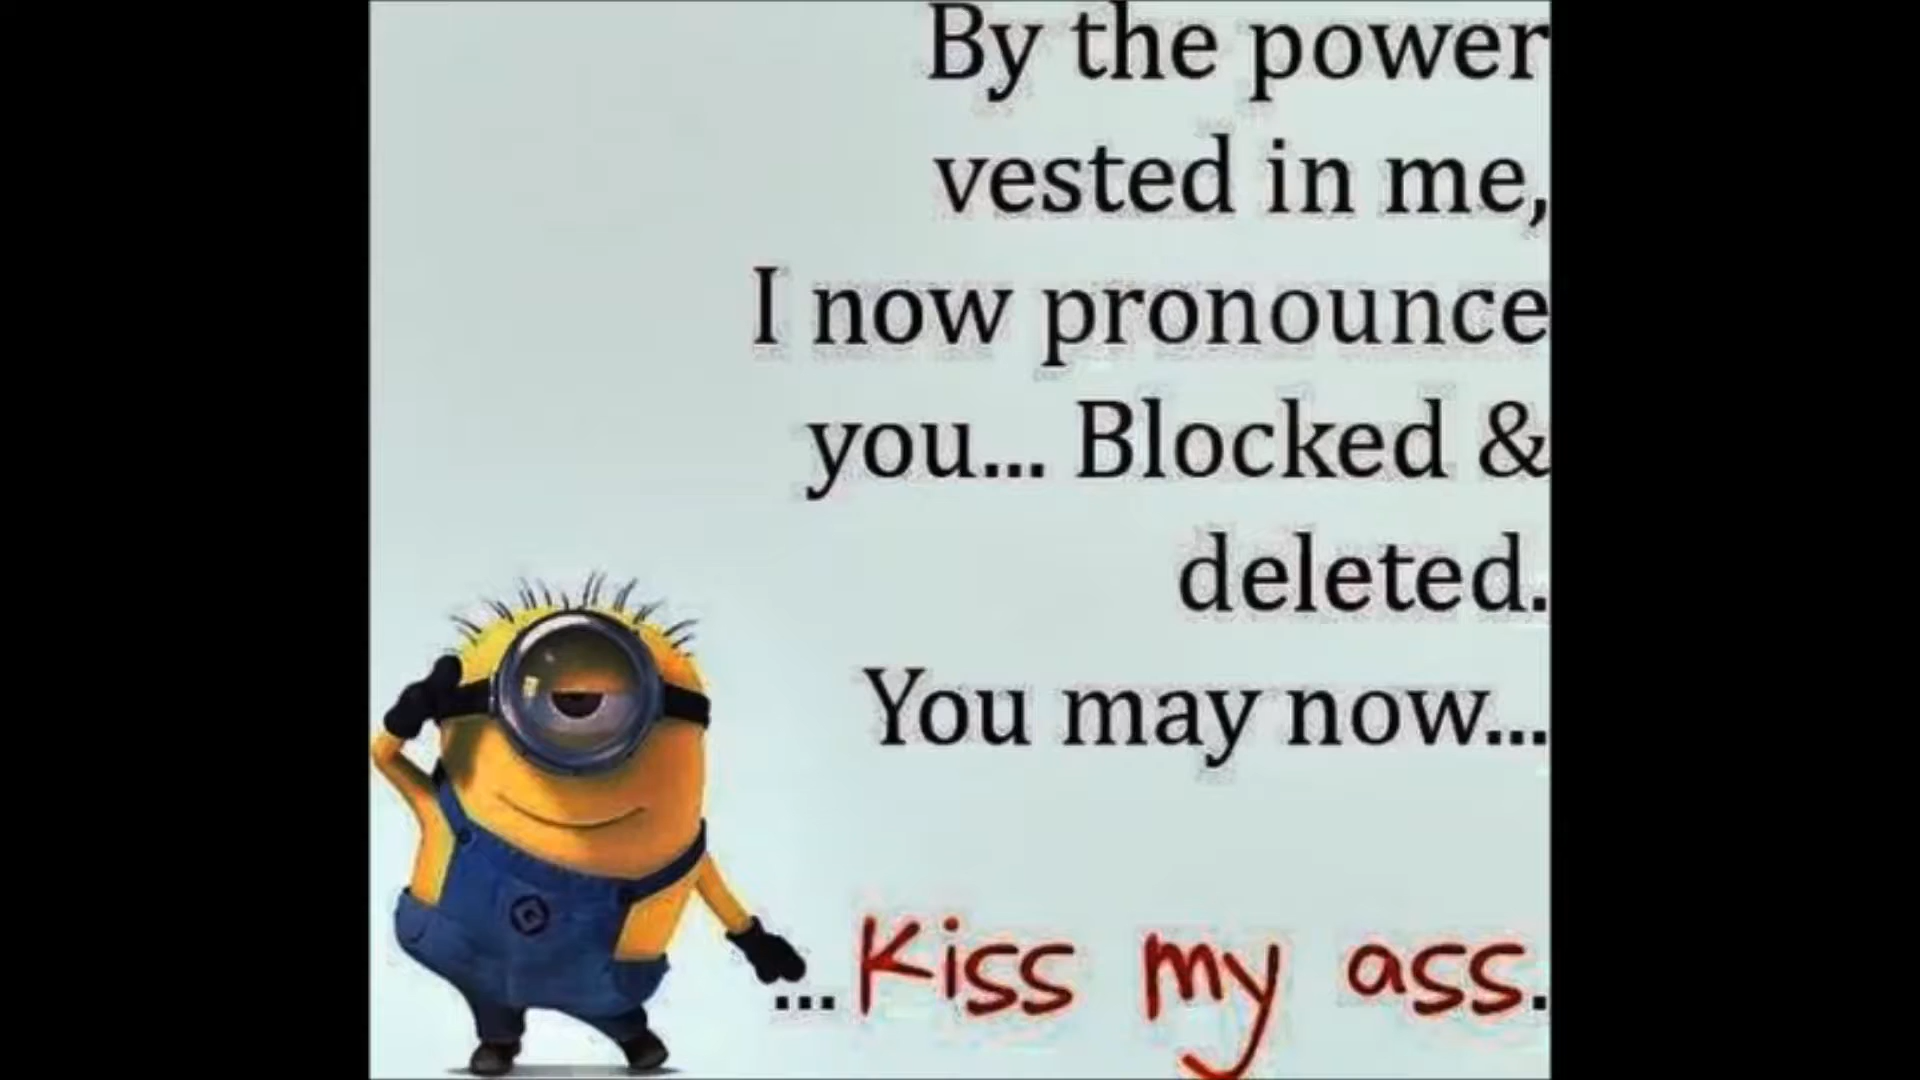 By the power
vested in me,
I now pronounce
you... Blocked &
deleted.
You may now...
...Kiss my ass.